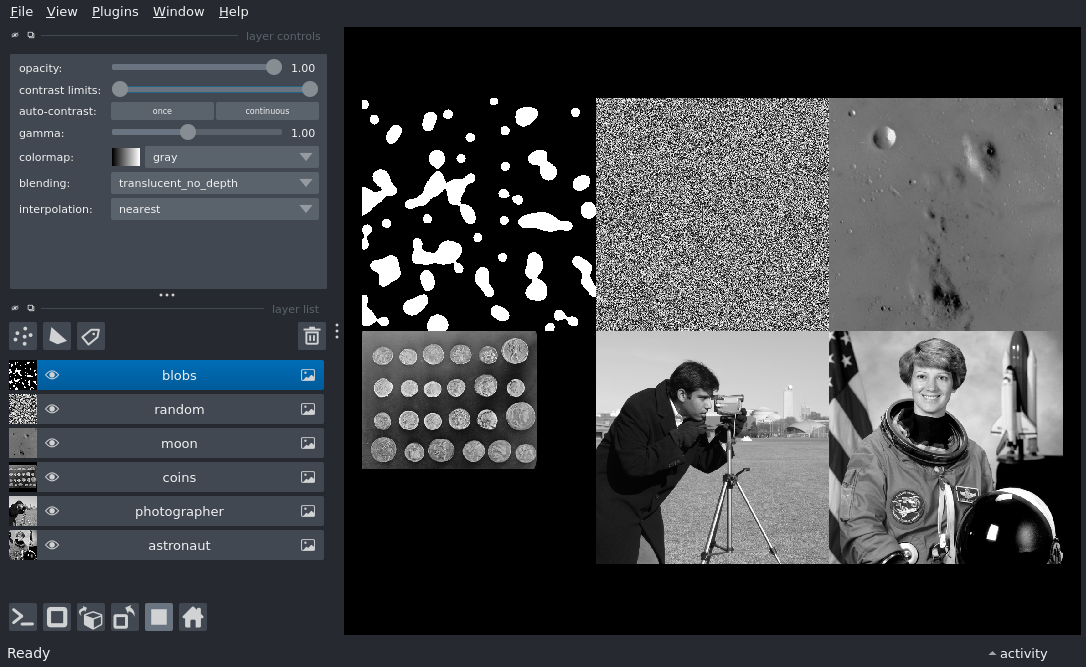 File View Plugins Window Help
layer controls
opacity: 1.00
contrast limits:
auto-contrast: once continuous
gamma: 1.00
colormap: gray
blending: translucent_no_depth
interpolation: nearest
layer list
blobs
random
moon
coins
photographer
astronaut
Ready activity